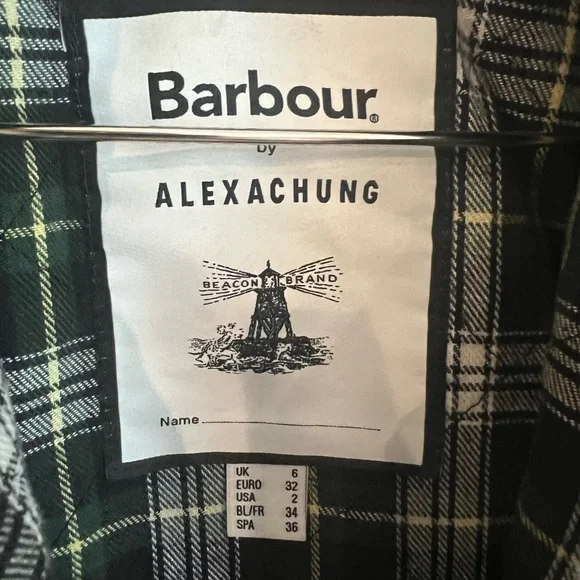 Barbour®
by
ALEXACHUNG
BEACON BRAND
Name
UK 6
EURO 32
USA 2
BL/FR 34
SPA 36